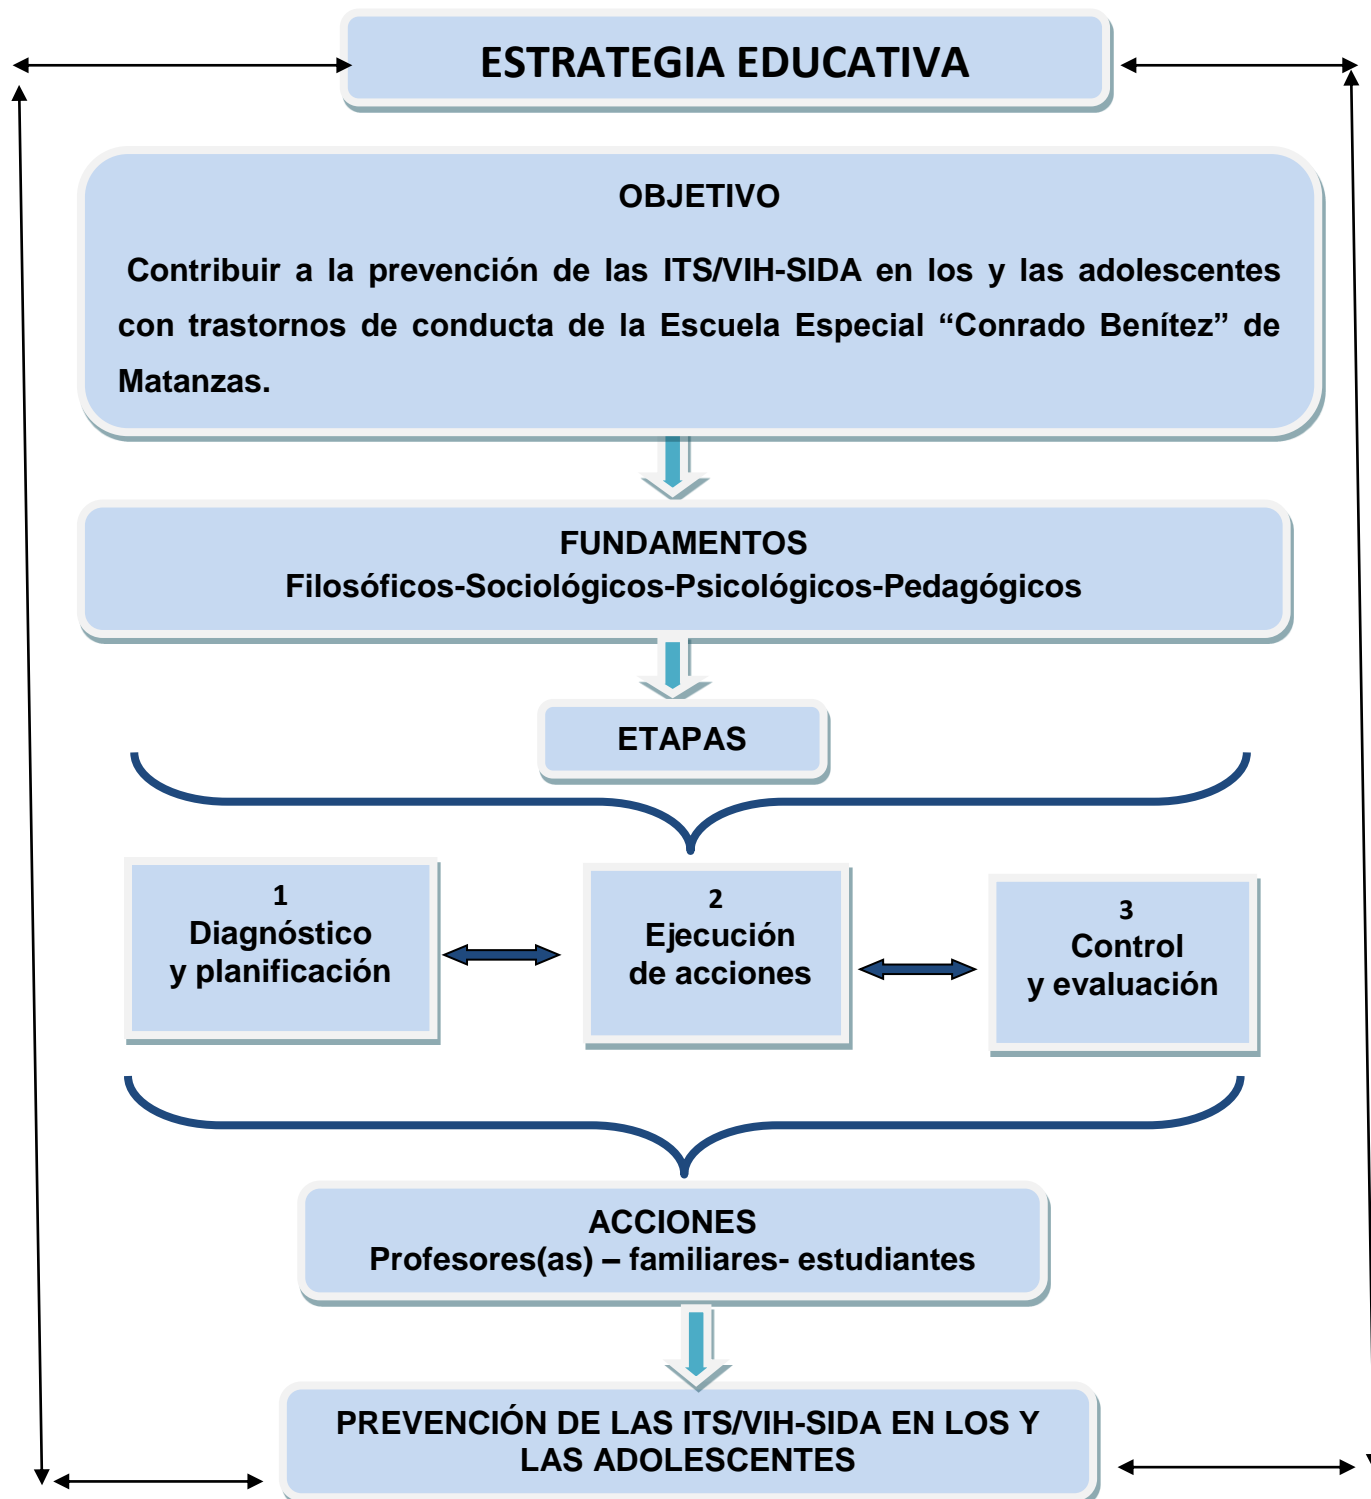 ESTRATEGIA EDUCATIVA
OBJETIVO
Contribuir a la prevención de las ITS/VIH-SIDA en los y las adolescentes
con trastornos de conducta de la Escuela Especial “Conrado Benítez” de
Matanzas.
FUNDAMENTOS
Filosóficos-Sociológicos-Psicológicos-Pedagógicos
ETAPAS
1
Diagnóstico
y planificación
2
Ejecución
de acciones
3
Control
y evaluación
ACCIONES
Profesores(as) – familiares- estudiantes
PREVENCIÓN DE LAS ITS/VIH-SIDA EN LOS Y
LAS ADOLESCENTES